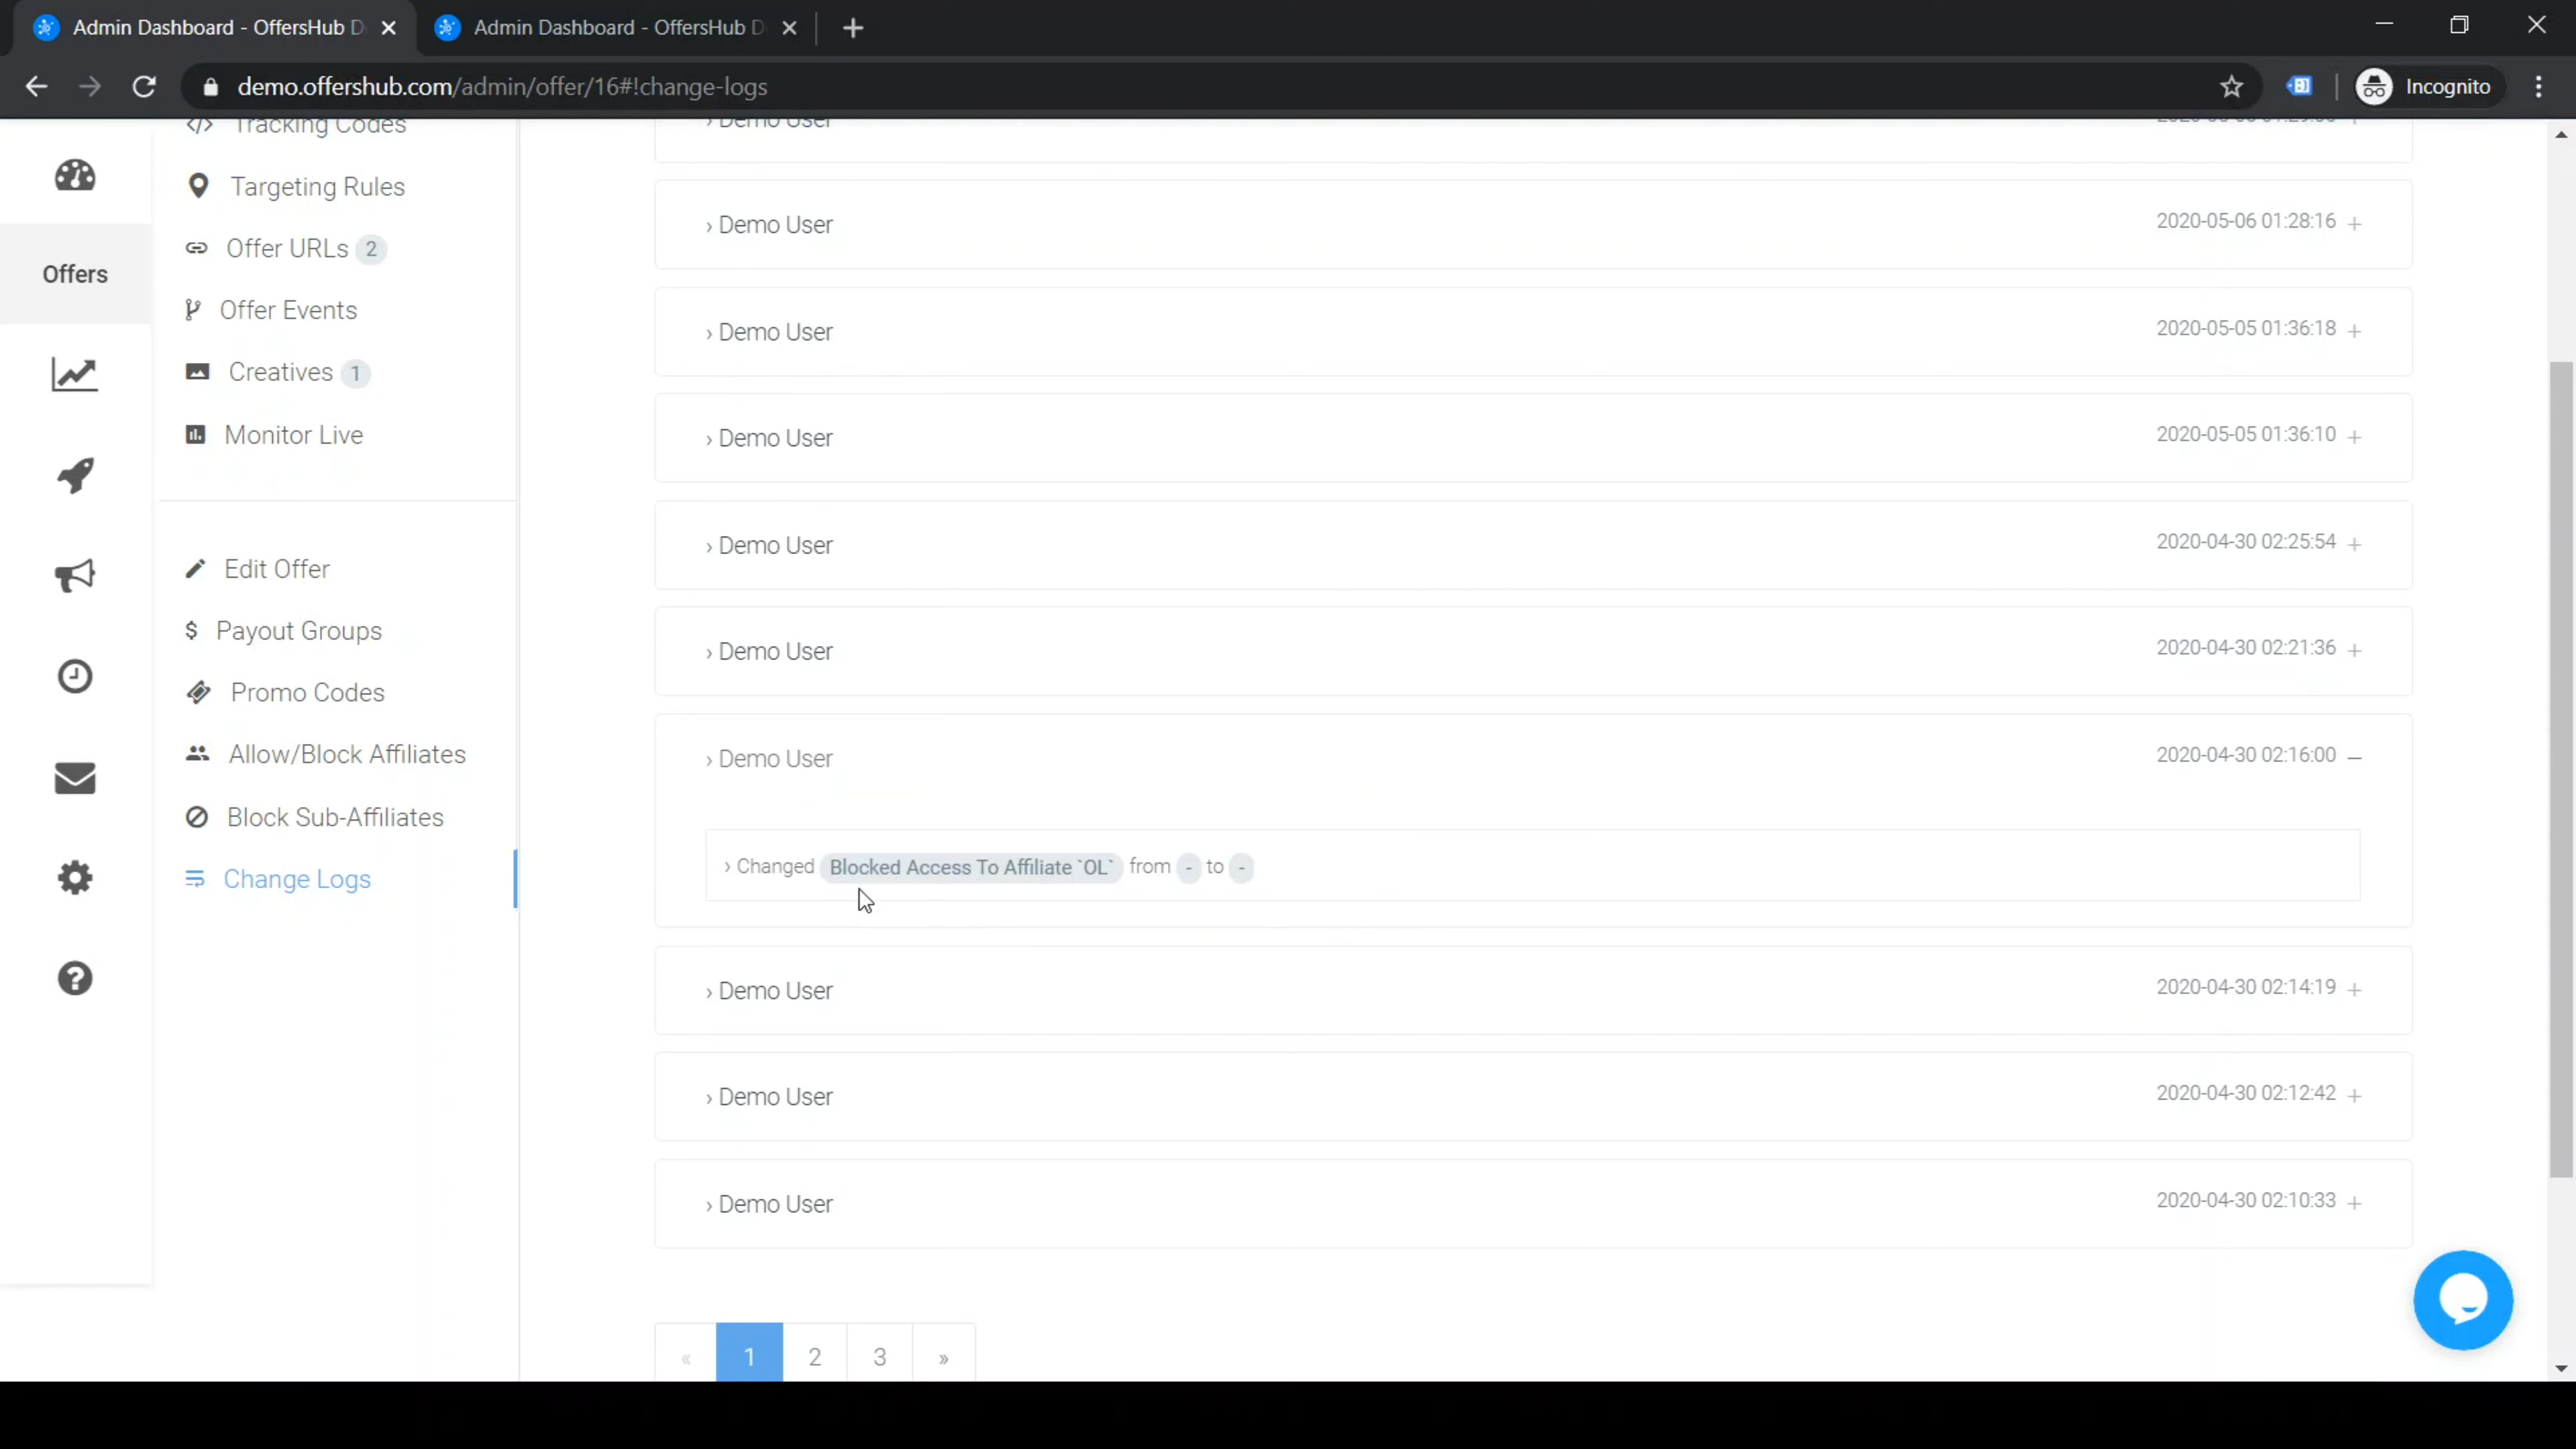 Admin Dashboard - OffersHub D
Admin Dashboard - OffersHub D
demo.offershub.com/admin/offer/16#!change-logs
Incognito
Offers
Tracking Codes
Targeting Rules
Offer URLs 2
Offer Events
Creatives 1
Monitor Live
Edit Offer
Payout Groups
Promo Codes
Allow/Block Affiliates
Block Sub-Affiliates
Change Logs
› Demo User
› Demo User 2020-05-06 01:28:16 +
› Demo User 2020-05-05 01:36:18 +
› Demo User 2020-05-05 01:36:10 +
› Demo User 2020-04-30 02:25:54 +
› Demo User 2020-04-30 02:21:36 +
› Demo User 2020-04-30 02:16:00 –
› Changed Blocked Access To Affiliate `OL` from - to -
› Demo User 2020-04-30 02:14:19 +
› Demo User 2020-04-30 02:12:42 +
› Demo User 2020-04-30 02:10:33 +
« 1 2 3 »